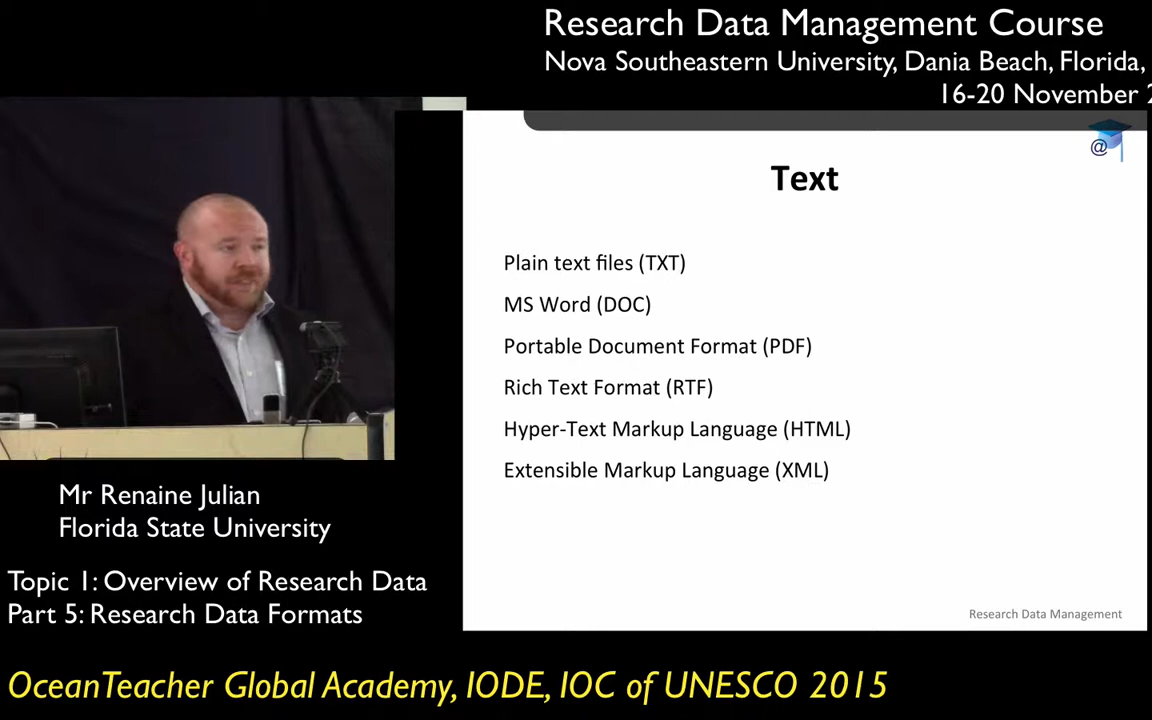 Research Data Management Course
Nova Southeastern University, Dania Beach, Florida,
16-20 November 2
@
Text
Plain text files (TXT)
MS Word (DOC)
Portable Document Format (PDF)
Rich Text Format (RTF)
Hyper-Text Markup Language (HTML)
Extensible Markup Language (XML)
Research Data Management
Mr Renaine Julian
Florida State University
Topic 1: Overview of Research Data
Part 5: Research Data Formats
OceanTeacher Global Academy, IODE, IOC of UNESCO 2015